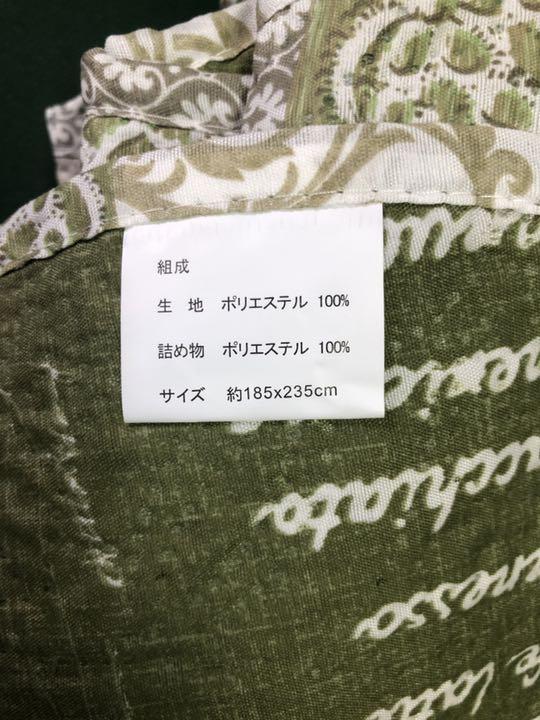 組成
生 地 ポリエステル 100%
詰め物 ポリエステル 100%
サイズ 約185x235cm